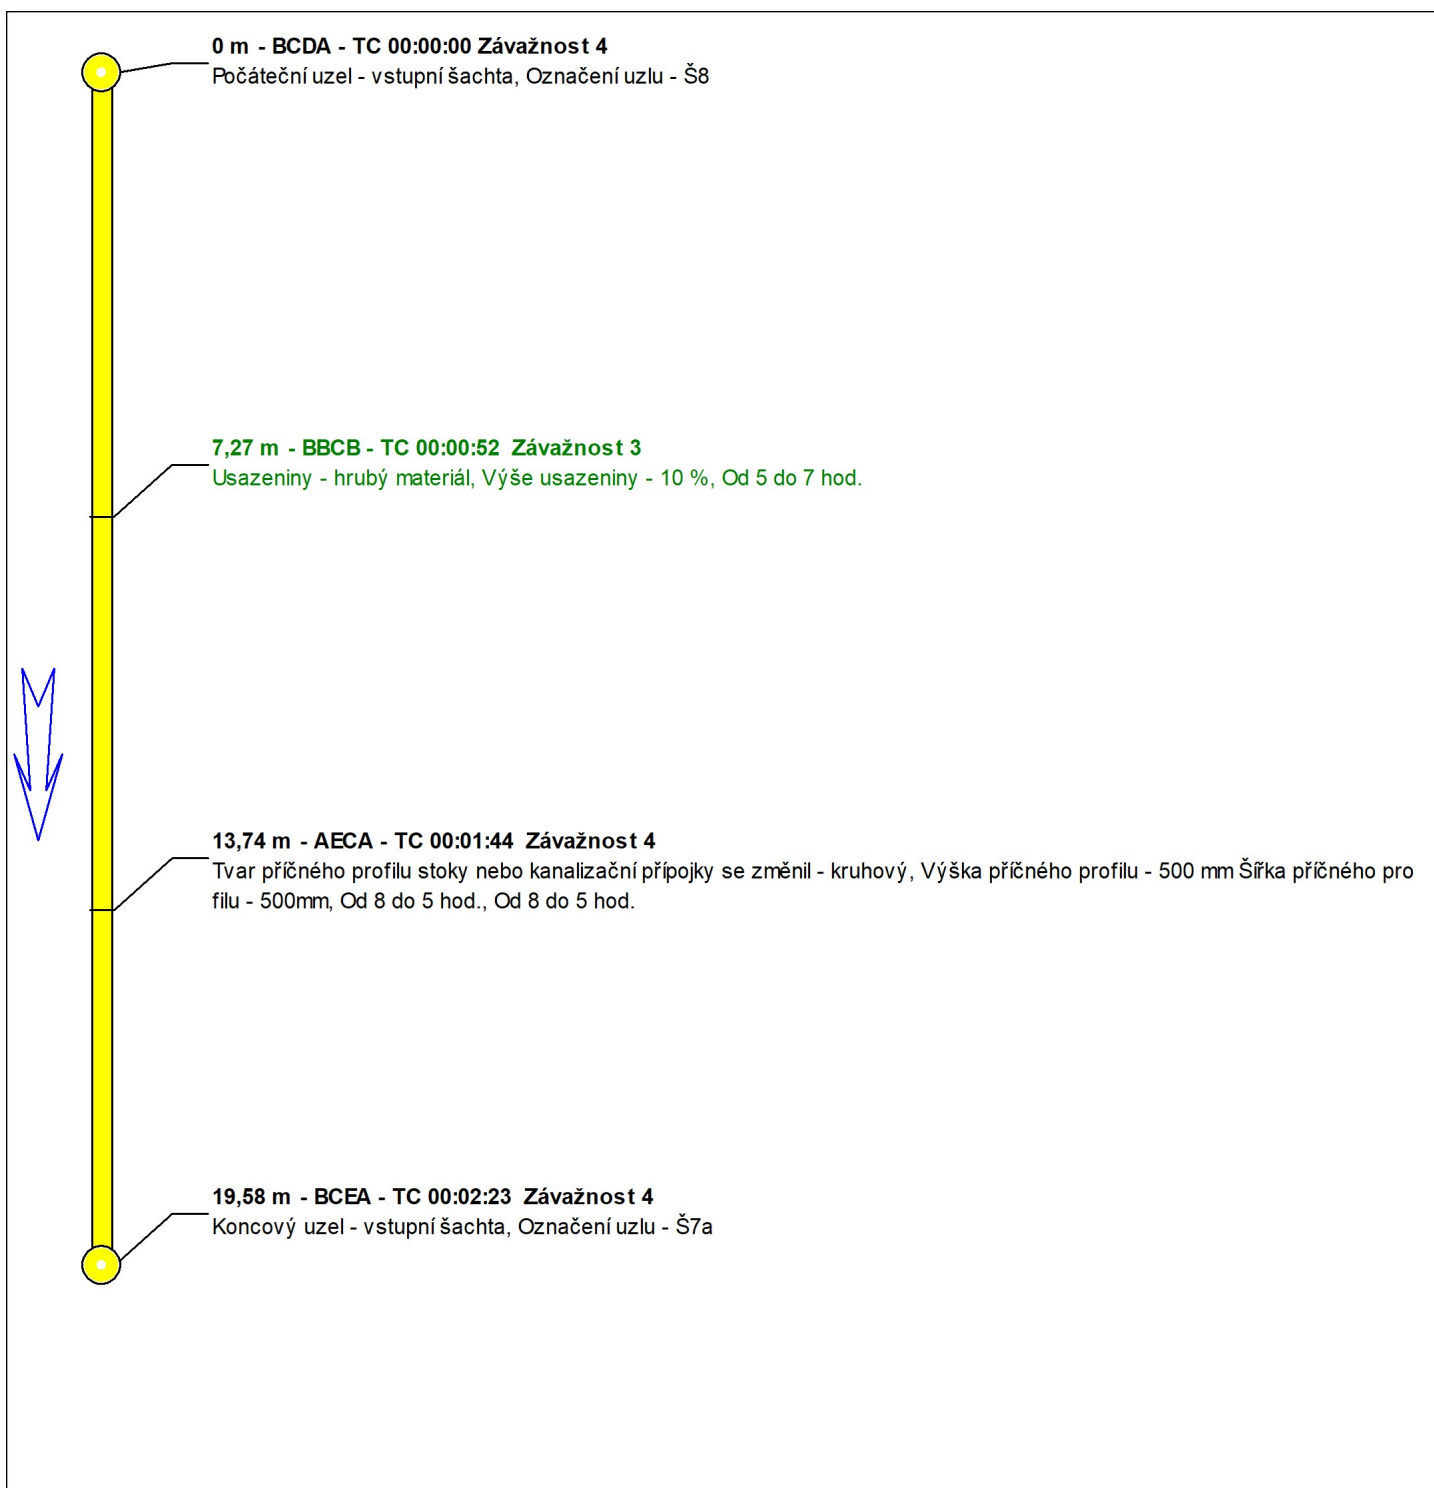 0 m - BCDA - TC 00:00:00 Závažnost 4
Počáteční uzel - vstupní šachta, Označení uzlu - Š8
7,27 m - BBCB - TC 00:00:52 Závažnost 3
Usazeniny - hrubý materiál, Výše usazeniny - 10 %, Od 5 do 7 hod.
13,74 m - AECA - TC 00:01:44 Závažnost 4
Tvar příčného profilu stoky nebo kanalizační přípojky se změnil - kruhový, Výška příčného profilu - 500 mm Šířka příčného pro
filu - 500mm, Od 8 do 5 hod., Od 8 do 5 hod.
19,58 m - BCEA - TC 00:02:23 Závažnost 4
Koncový uzel - vstupní šachta, Označení uzlu - Š7a